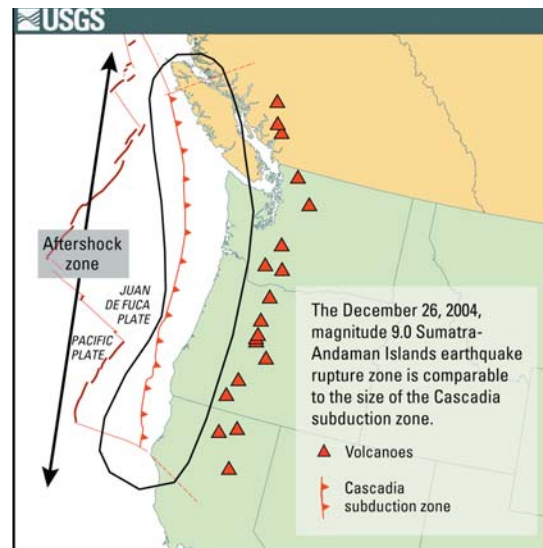 USGS
Aftershock
zone
JUAN
DE FUCA
PLATE
PACIFIC
PLATE
The December 26, 2004,
magnitude 9.0 Sumatra-
Andaman Islands earthquake
rupture zone is comparable
to the size of the Cascadia
subduction zone.
Volcanoes
Cascadia
subduction zone